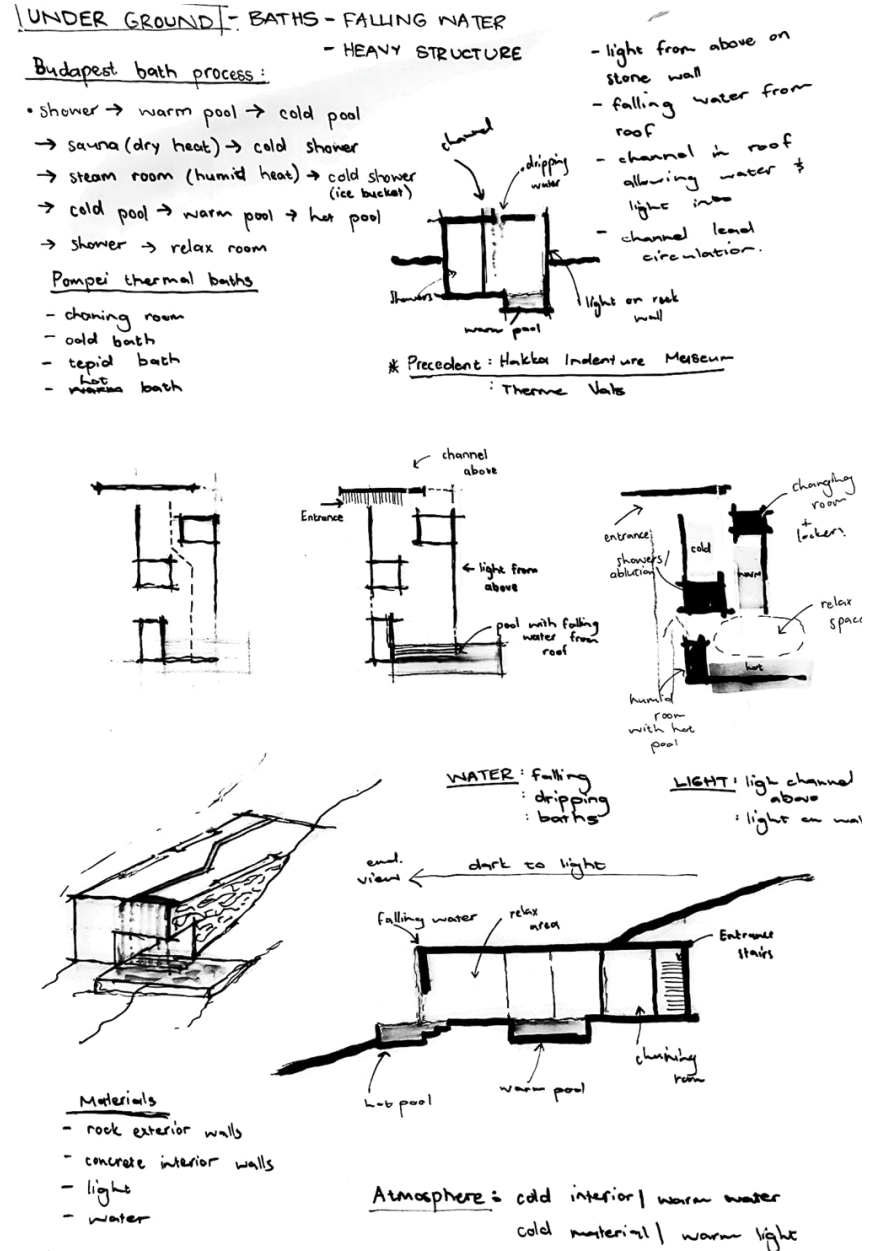 UNDER GROUND - BATHS - FALLING WATER
- HEAVY STRUCTURE
Budapest bath process:
• shower → warm pool → cold pool
→ sauna (dry heat) → cold shower
→ steam room (humid heat) → cold shower
(ice bucket)
→ cold pool → warm pool → hot pool
→ shower → relax room
Pompei thermal baths
- chaning room
- cold bath
- tepid bath
- hot bath
channel
dripping
water
showers
warm pool
light on rock
wall
- light from above on
stone wall
- falling water from
roof
- channel in roof
allowing water &
light into
- channel lead
circulation.
* Precedent: Hakka Indenture Museum
: Therme Vals
channel
above
Entrance
← light from
above
pool with falling
water from
roof
changing
room
+
lockers
entrance
cold
showers/
ablution
warm
relax
space
hot
humid
room
with hot
pool
WATER: falling
: dripping
: baths
LIGHT: ligh channel
above
: light on wal
end.
view
dark to light
falling water
relax
area
Entrance
stairs
hot pool
warm pool
chaining
room
Materials
- rock exterior walls
- concrete interior walls
- light
- water
Atmosphere: cold interior / warm water
cold material / warm light